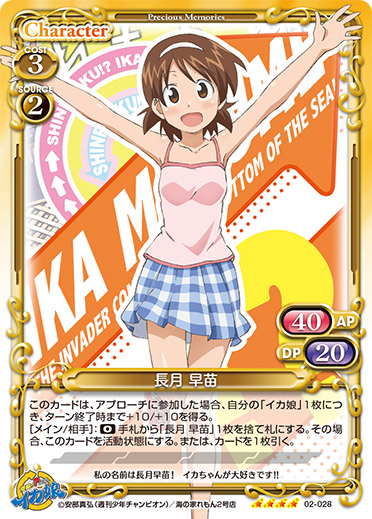 Precious Memories
Character
COST
3
SOURCE
2
SHIN
KU!? IKA
KA M
THE INVADER CO
TTOM OF THE SEA!
40 AP
DP 20
長月 早苗
このカードは、アプローチに参加した場合、自分の「イカ娘」1枚につ
き、ターン終了時まで+10/+10を得る。
[メイン/相手]: 0 手札から「長月 早苗」1枚を捨て札にする。その場
合、このカードを活動状態にする。または、カードを1枚引く。
私の名前は長月早苗! イカちゃんが大好きです!!
©安部真弘(週刊少年チャンピオン)/海の家れもん2号店
★★★★ 02-028